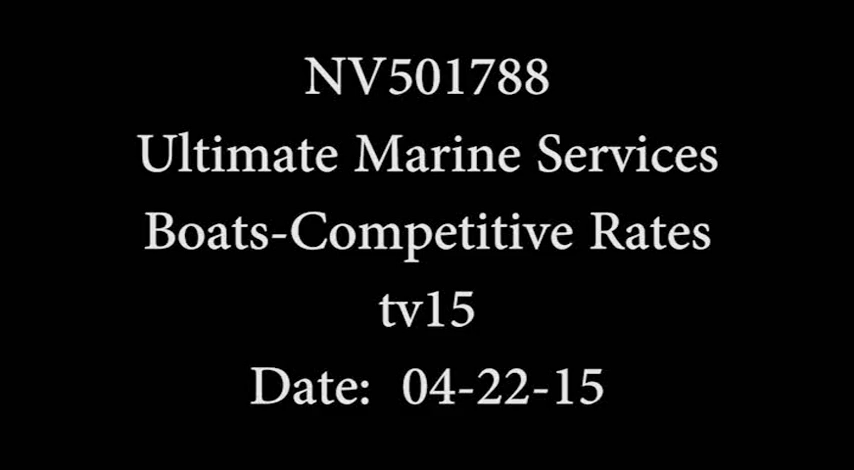 NV501788
Ultimate Marine Services
Boats-Competitive Rates
tv15
Date:  04-22-15